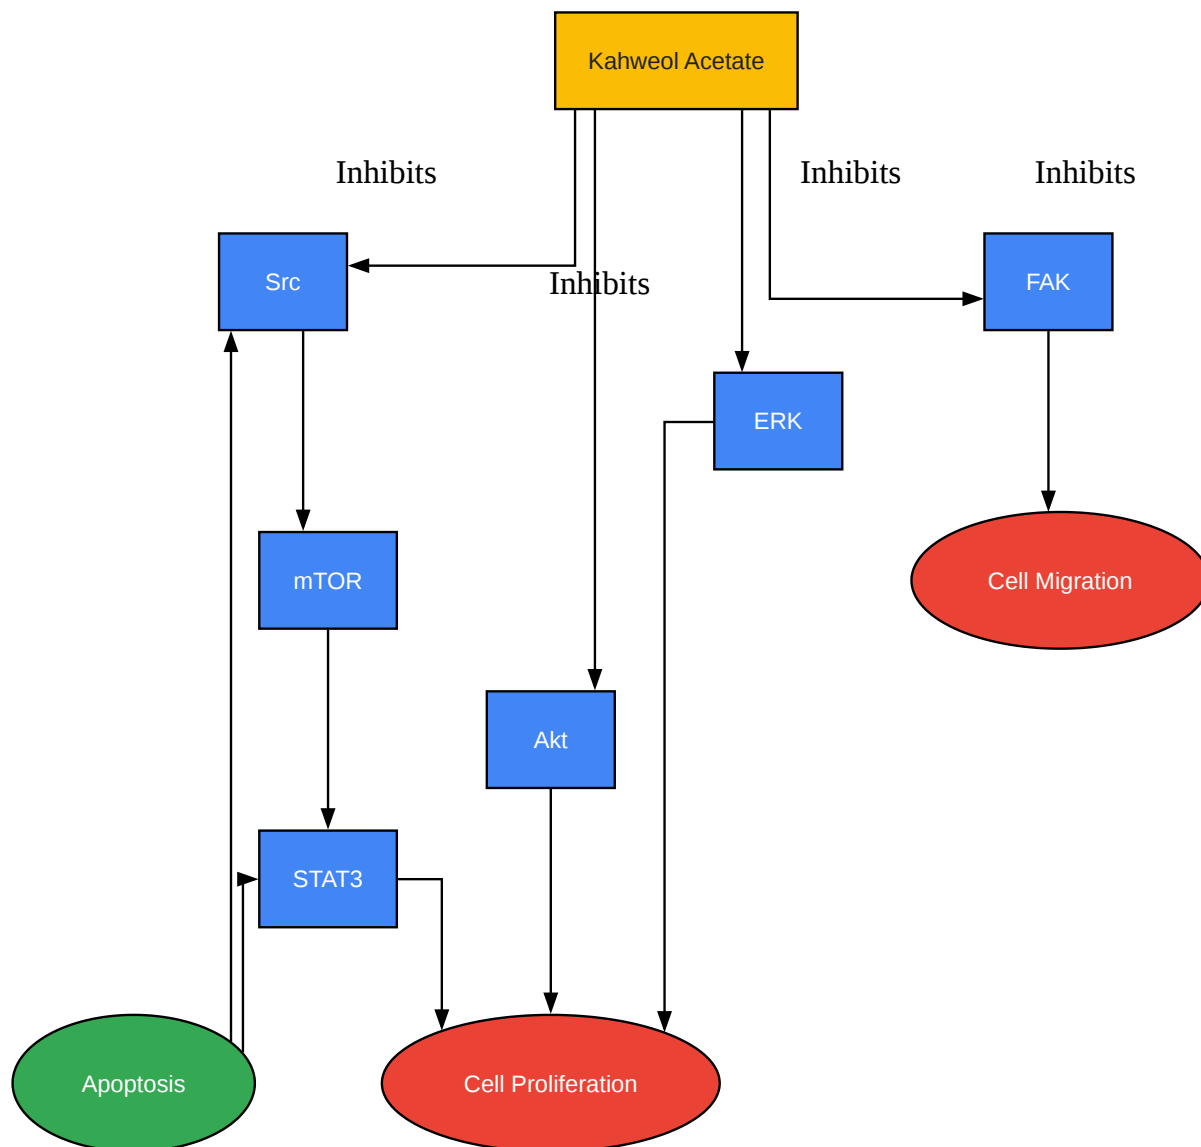 Kahweol Acetate
Inhibits
Inhibits
Inhibits
Src
Inhibits
FAK
ERK
mTOR
Cell Migration
Akt
STAT3
Apoptosis
Cell Proliferation